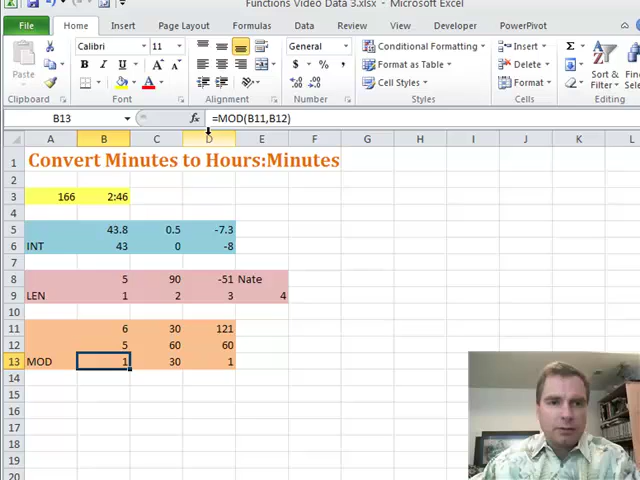 Functions Video Data 3.xlsx - Microsoft Excel
File Home Insert Page Layout Formulas Data Review View Developer PowerPivot
Calibri 11 General Conditional Formatting Insert Σ
Paste B I U A A $ % , Format as Table Delete Sort &
Cell Styles Format Filter
Clipboard Font Alignment Number Styles Cells
B13 fx =MOD(B11,B12)
A B C D E F G H I J K L
1 Convert Minutes to Hours:Minutes
2
3 166 2:46
4
5 43.8 0.5 -7.3
6 INT 43 0 -8
7
8 5 90 -51 Nate
9 LEN 1 2 3 4
10
11 6 30 121
12 5 60 60
13 MOD 1 30 1
14
15
16
17
18
19
20